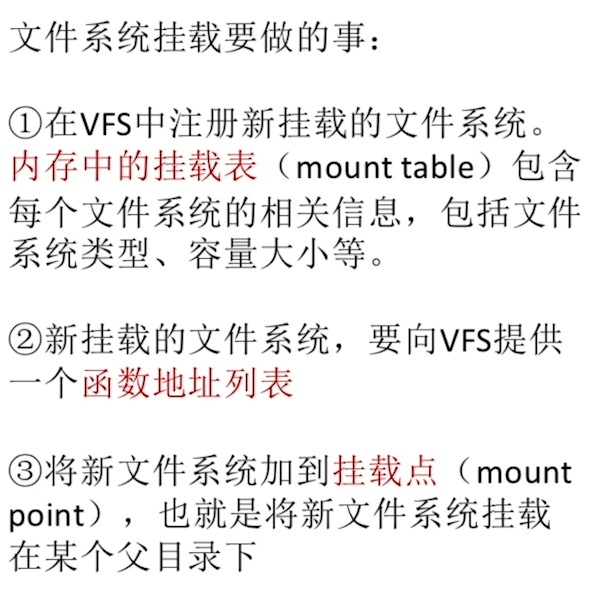 文件系统挂载要做的事：
①在VFS中注册新挂载的文件系统。
内存中的挂载表（mount table）包含
每个文件系统的相关信息，包括文件
系统类型、容量大小等。
②新挂载的文件系统，要向VFS提供
一个函数地址列表
③将新文件系统加到挂载点（mount
point），也就是将新文件系统挂载
在某个父目录下